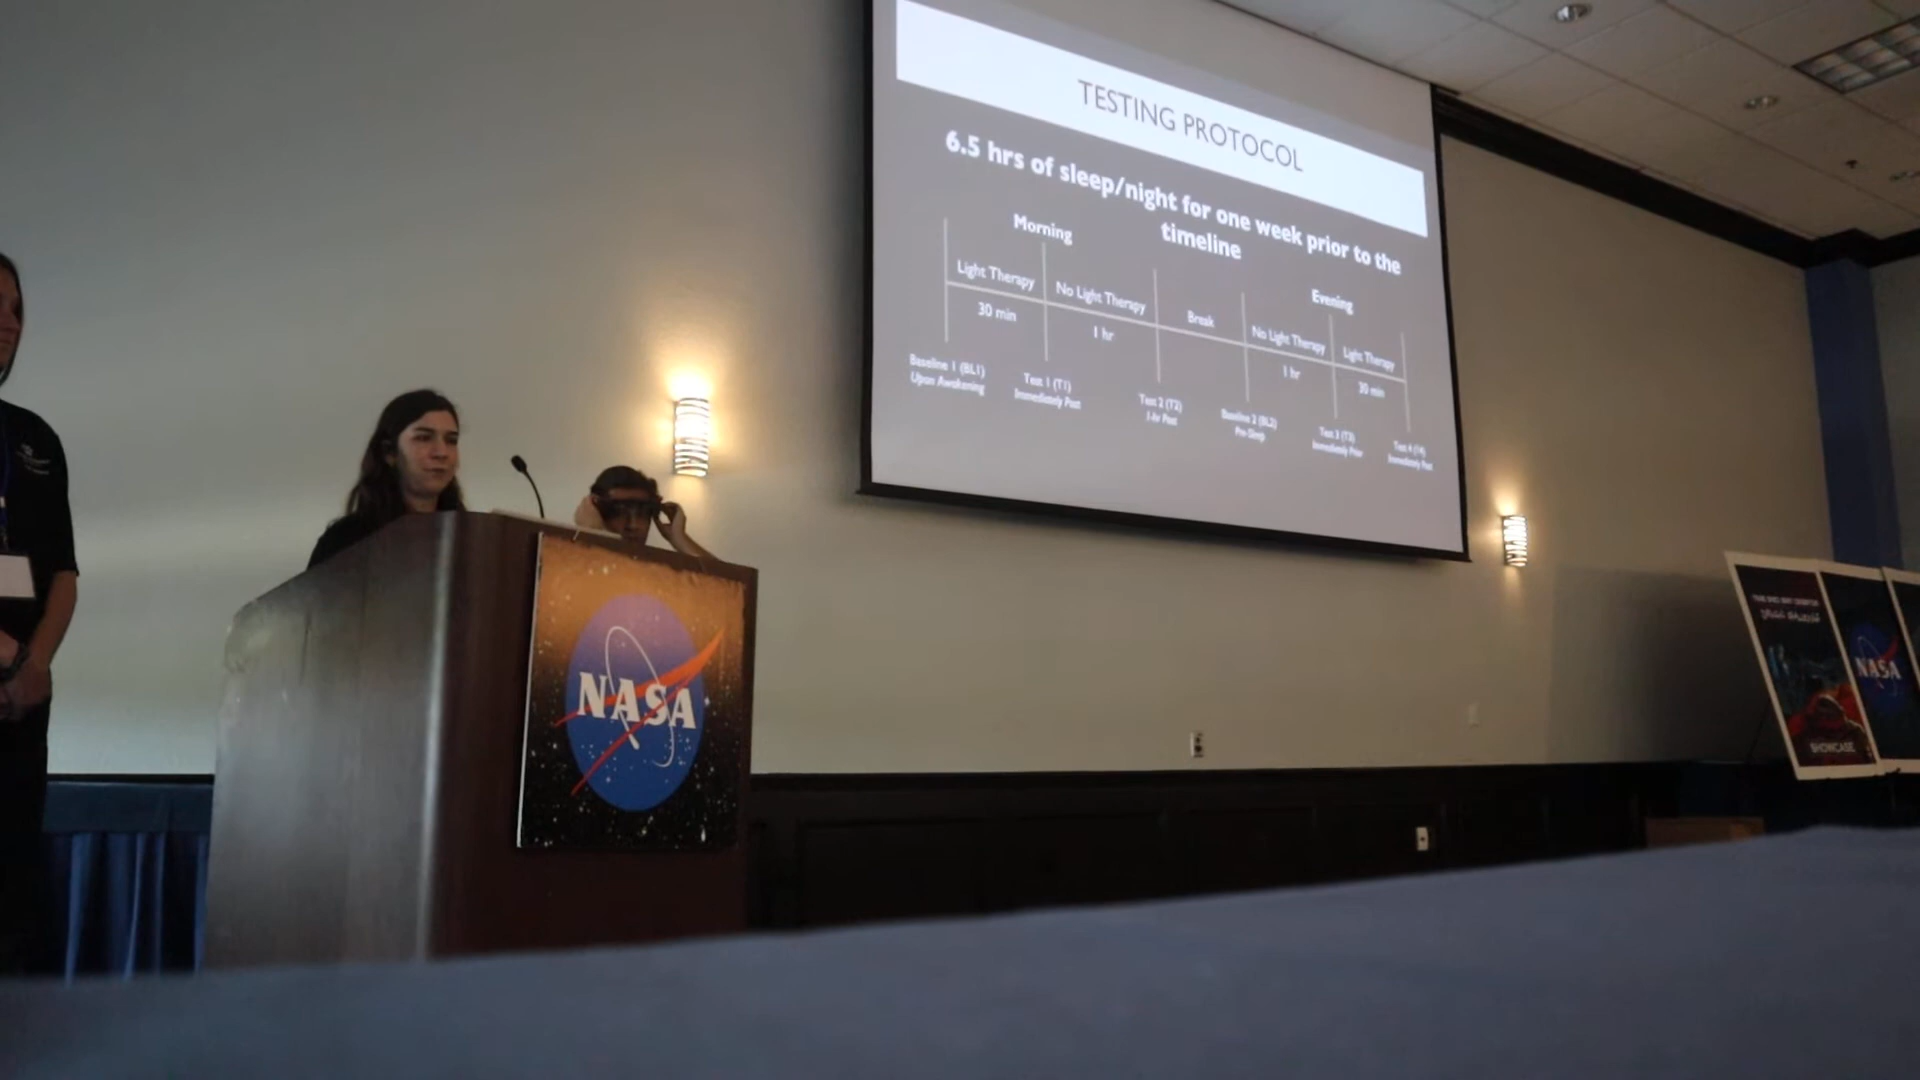 TESTING PROTOCOL
6.5 hrs of sleep/night for one week prior to the
timeline
Morning
Evening
Light Therapy
No Light Therapy
Break
No Light Therapy
Light Therapy
30 min
1 hr
1 hr
30 min
Baseline 1 (BL1)
Upon Awakening
Test 1 (T1)
Immediately Post
Test 2 (T2)
1-hr Post
Baseline 2 (BL2)
Pre-Sleep
Test 3 (T3)
Immediately Prior
Test 4 (T4)
Immediately Post
NASA
NASA
SHOWCASE